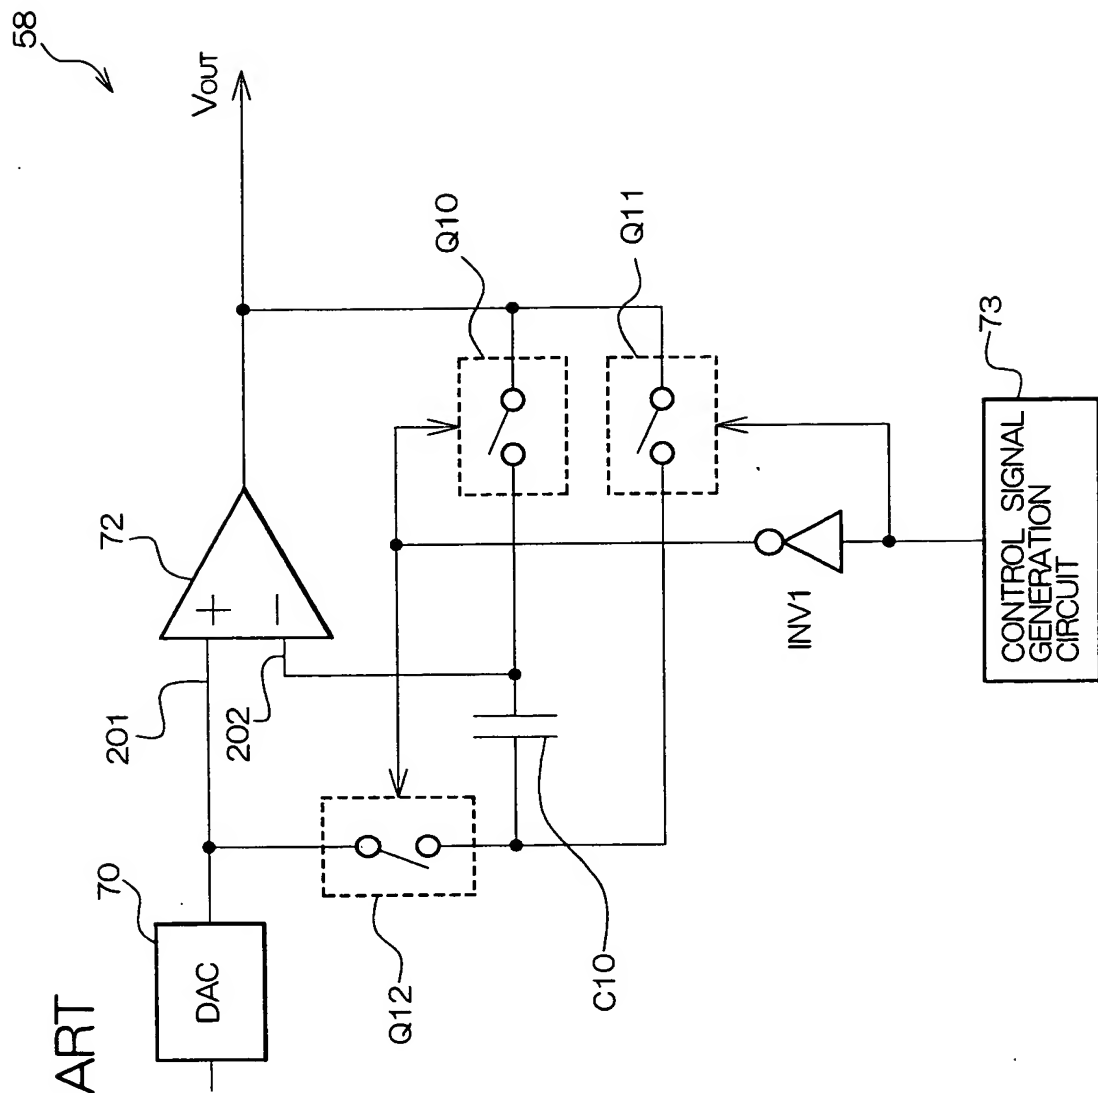 ART
58
70
DAC
201
202
72
VOUT
Q12
C10
Q10
Q11
INV1
73
CONTROL SIGNAL
GENERATION
CIRCUIT
+
−